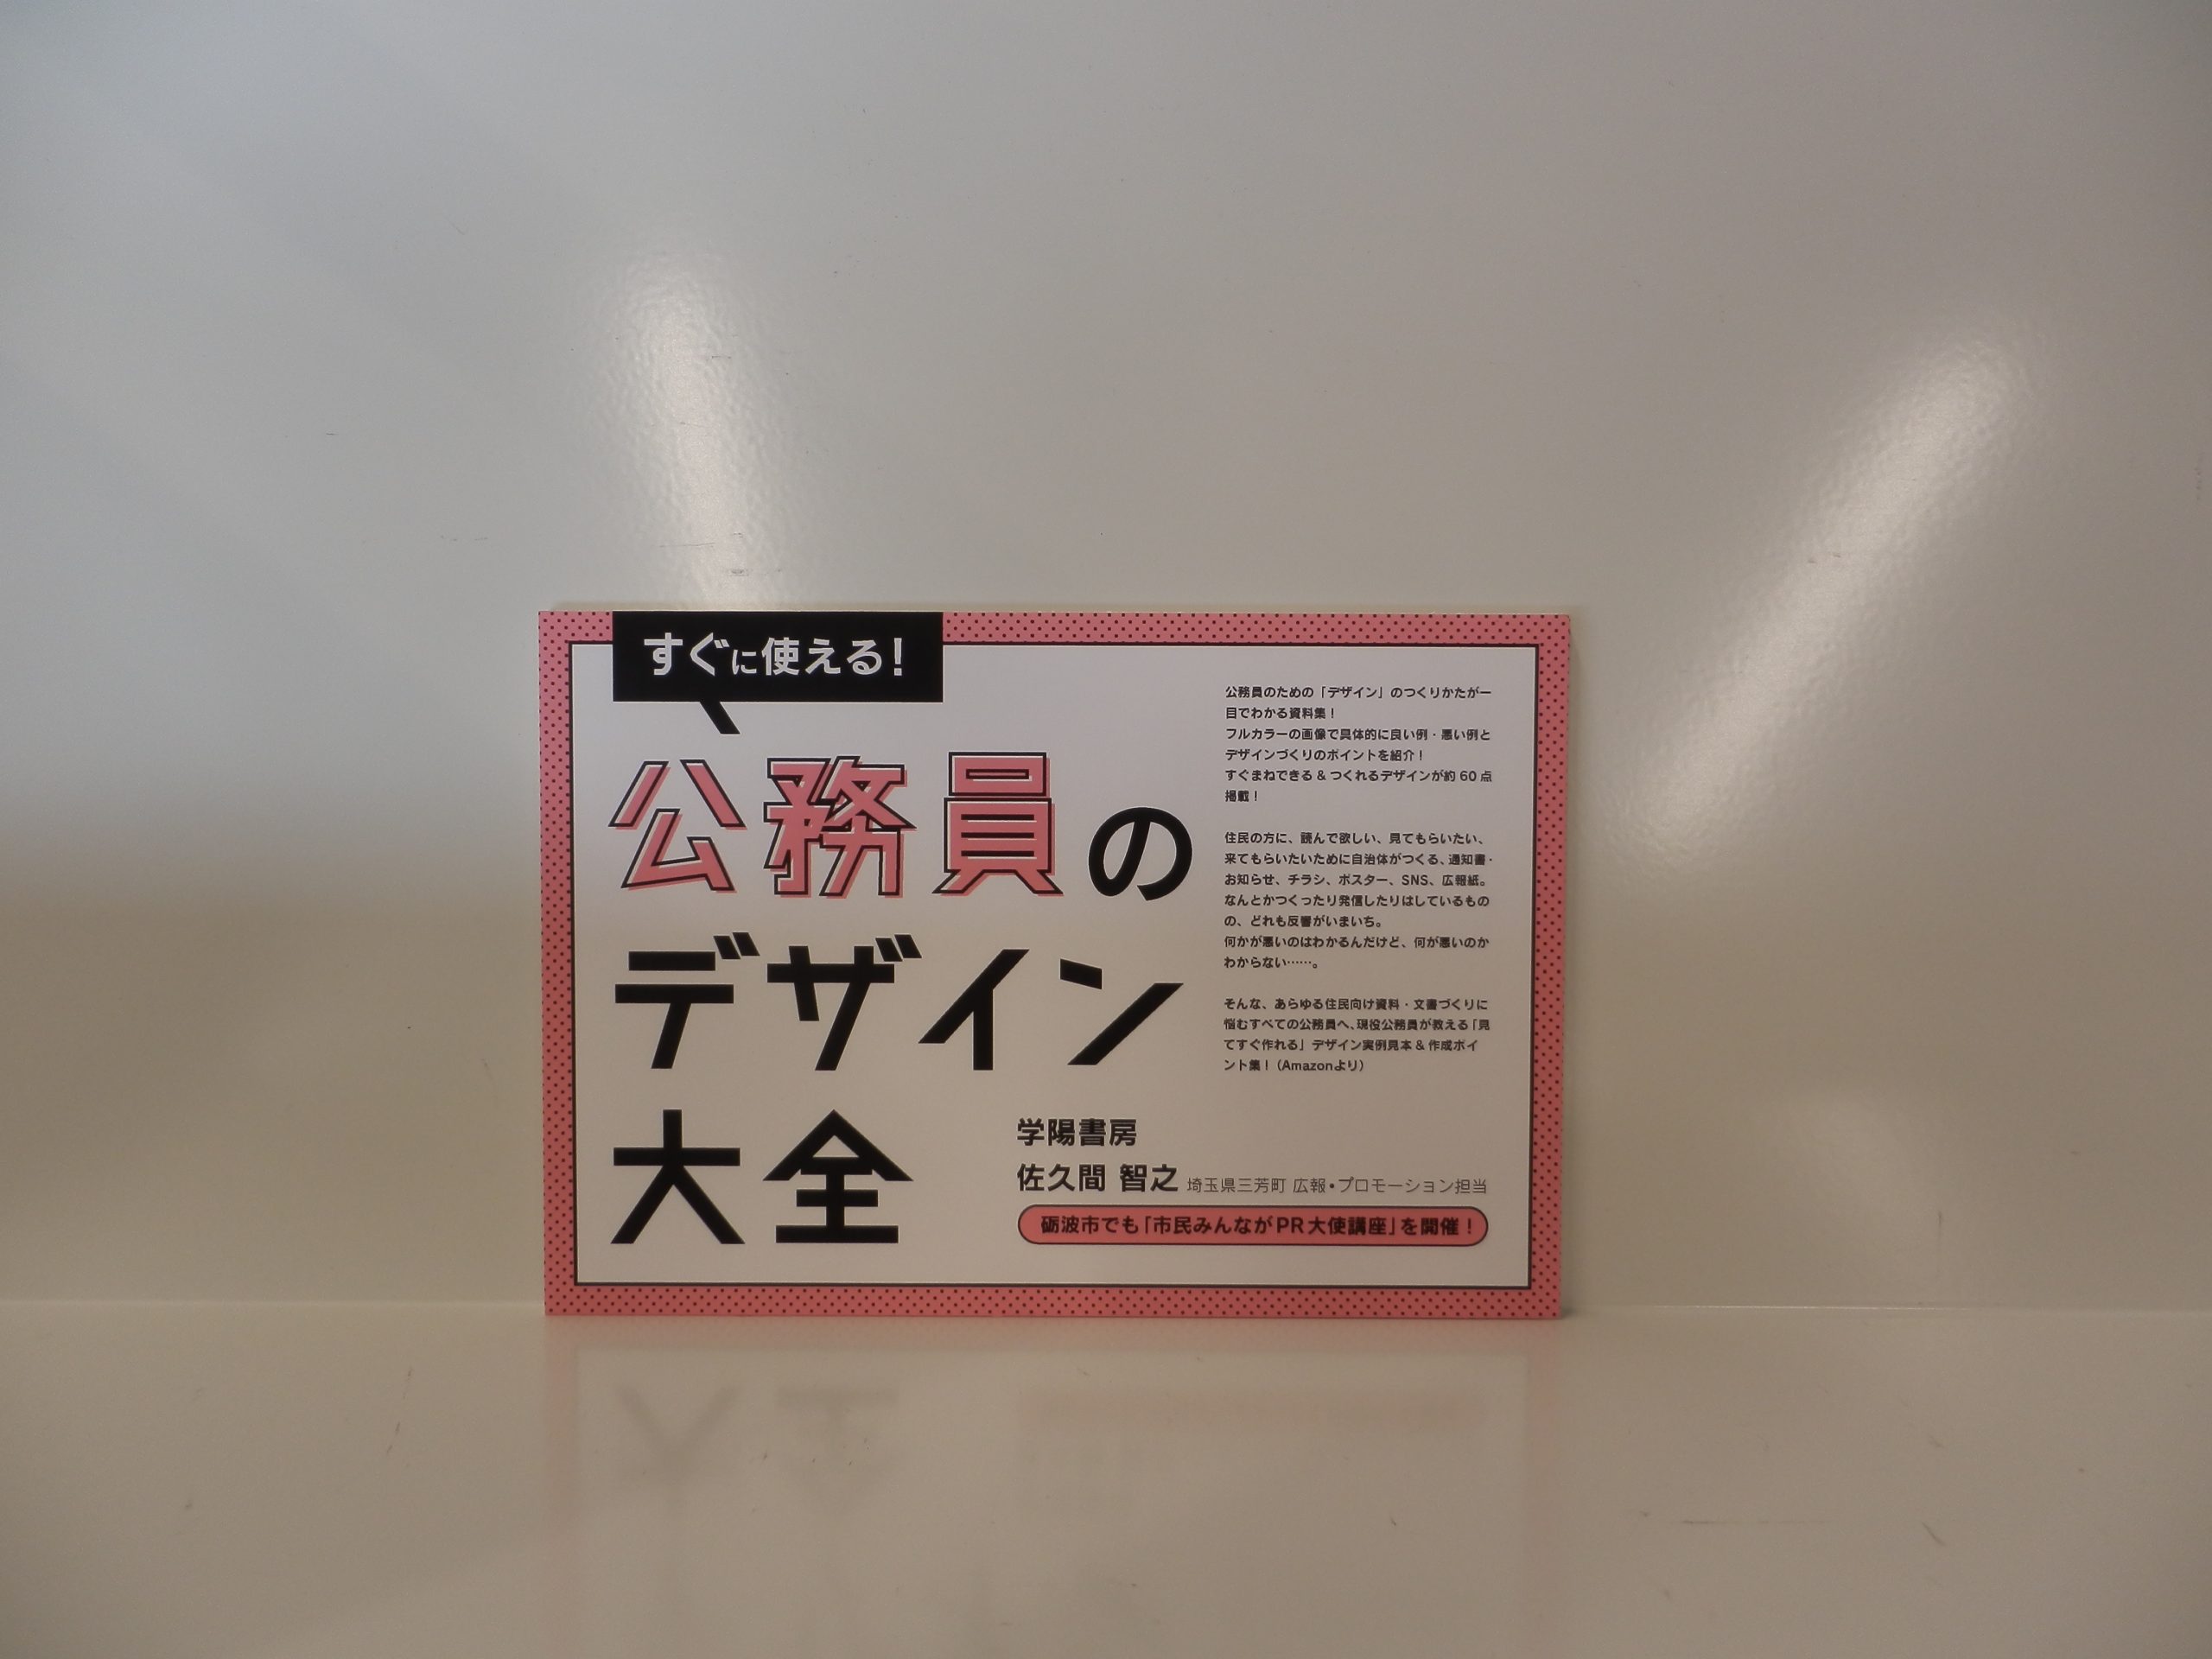 すぐに使える!
公務員の
デザイン
大全
公務員のための「デザイン」のつくりかたが一
目でわかる資料集!
フルカラーの画像で具体的に良い例・悪い例と
デザインづくりのポイントを紹介!
すぐまねできる & つくれるデザインが約 60 点
掲載!
住民の方に、読んで欲しい、見てもらいたい、
来てもらいたいために自治体がつくる、通知書・
お知らせ、チラシ、ポスター、SNS、広報紙。
なんとかつくったり発信したりはしているもの
の、どれも反響がいまいち。
何かが悪いのはわかるんだけど、何が悪いのか
わからない……。
そんな、あらゆる住民向け資料・文書づくりに
悩むすべての公務員へ、現役公務員が教える「見
てすぐ作れる」デザイン実例見本 & 作成ポイ
ント集!(Amazonより)
学陽書房
佐久間 智之 埼玉県三芳町 広報・プロモーション担当
砺波市でも「市民みんながPR大使講座」を開催!